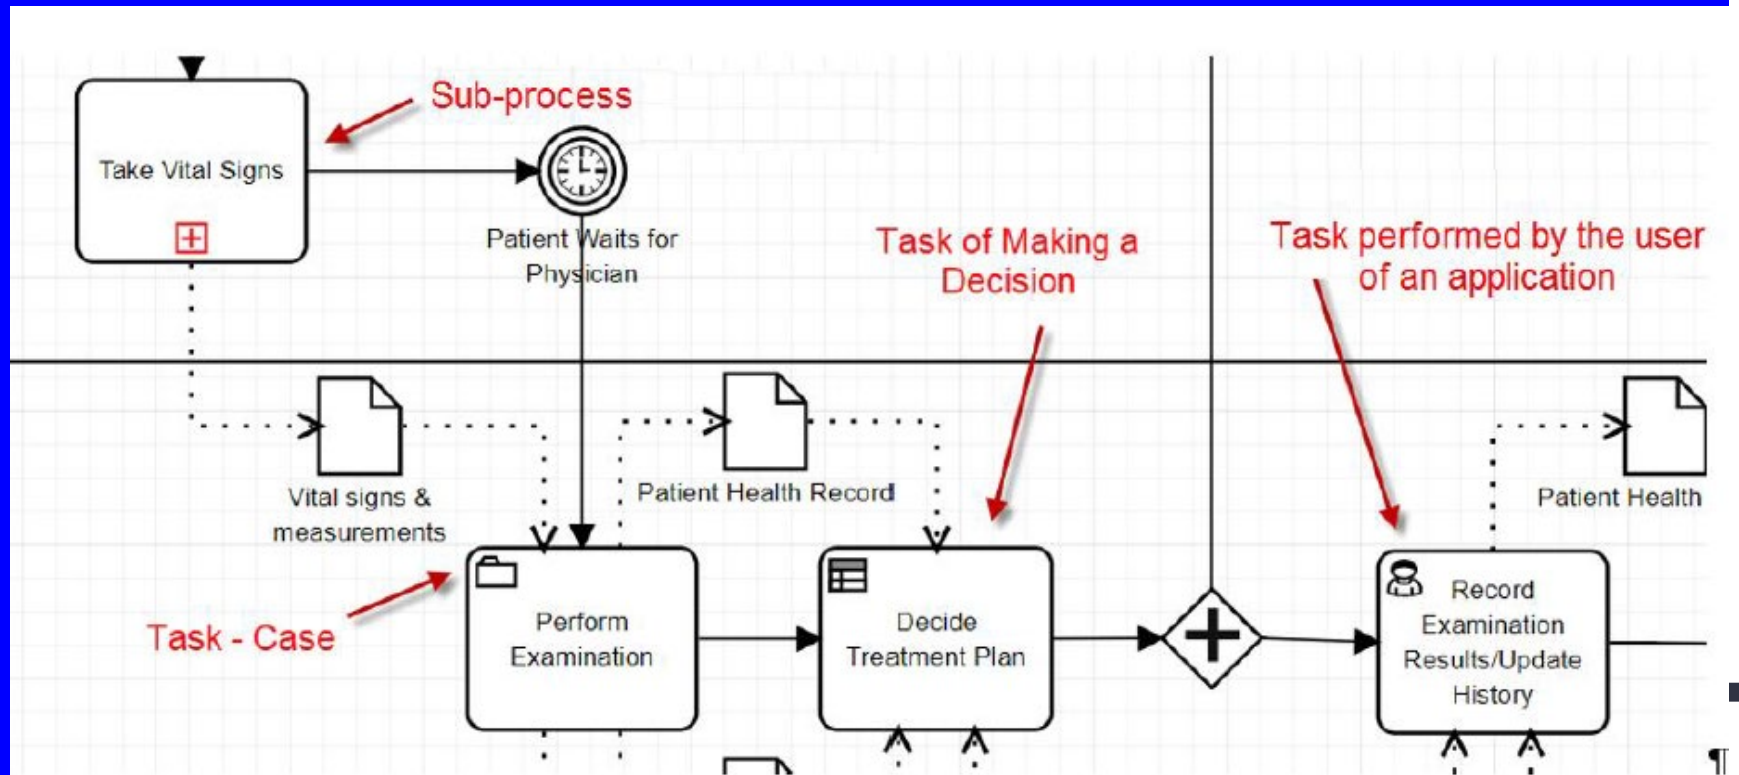 Sub-process
Take Vital Signs
Patient Waits for
Physician
Task of Making a
Decision
Task performed by the user
of an application
Vital signs &
measurements
Patient Health Record
Patient Health
Task - Case
Perform
Examination
Decide
Treatment Plan
Record
Examination
Results/Update
History
¶